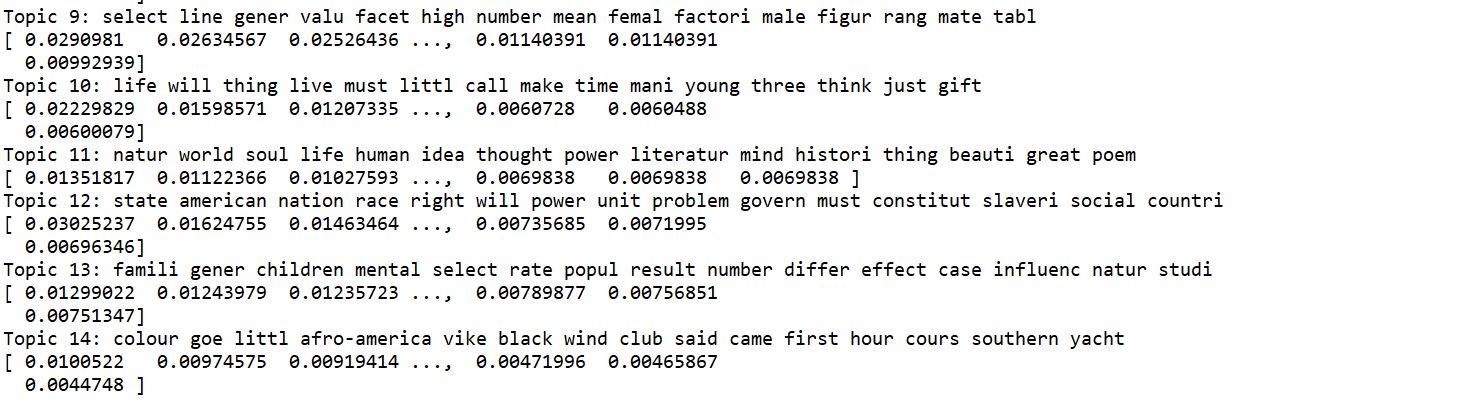 Topic 9: select line gener valu facet high number mean femal factori male figur rang mate tabl
[ 0.0290981   0.02634567  0.02526436 ...,  0.01140391  0.01140391
  0.00992939]
Topic 10: life will thing live must littl call make time mani young three think just gift
[ 0.02229829  0.01598571  0.01207335 ...,  0.0060728   0.0060488
  0.00600079]
Topic 11: natur world soul life human idea thought power literatur mind histori thing beauti great poem
[ 0.01351817  0.01122366  0.01027593 ...,  0.0069838   0.0069838   0.0069838 ]
Topic 12: state american nation race right will power unit problem govern must constitut slaveri social countri
[ 0.03025237  0.01624755  0.01463464 ...,  0.00735685  0.0071995
  0.00696346]
Topic 13: famili gener children mental select rate popul result number differ effect case influenc natur studi
[ 0.01299022  0.01243979  0.01235723 ...,  0.00789877  0.00756851
  0.00751347]
Topic 14: colour goe littl afro-america vike black wind club said came first hour cours southern yacht
[ 0.0100522   0.00974575  0.00919414 ...,  0.00471996  0.00465867
  0.0044748 ]